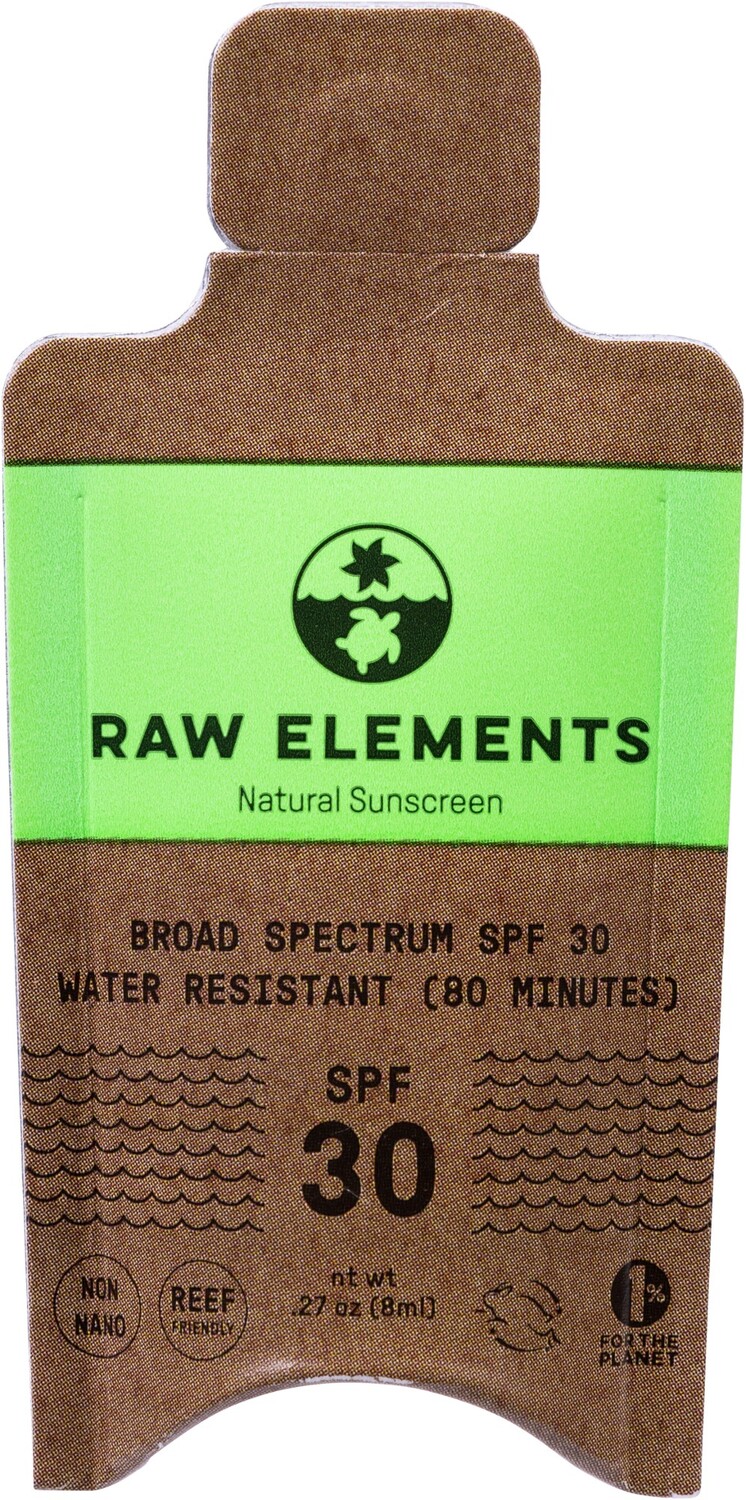 RAW ELEMENTS
Natural Sunscreen
BROAD SPECTRUM SPF 30
WATER RESISTANT (80 MINUTES)
SPF
30
NON
NANO
REEF
FRIENDLY
nt wt
.27 oz (8ml)
1%
FOR THE
PLANET